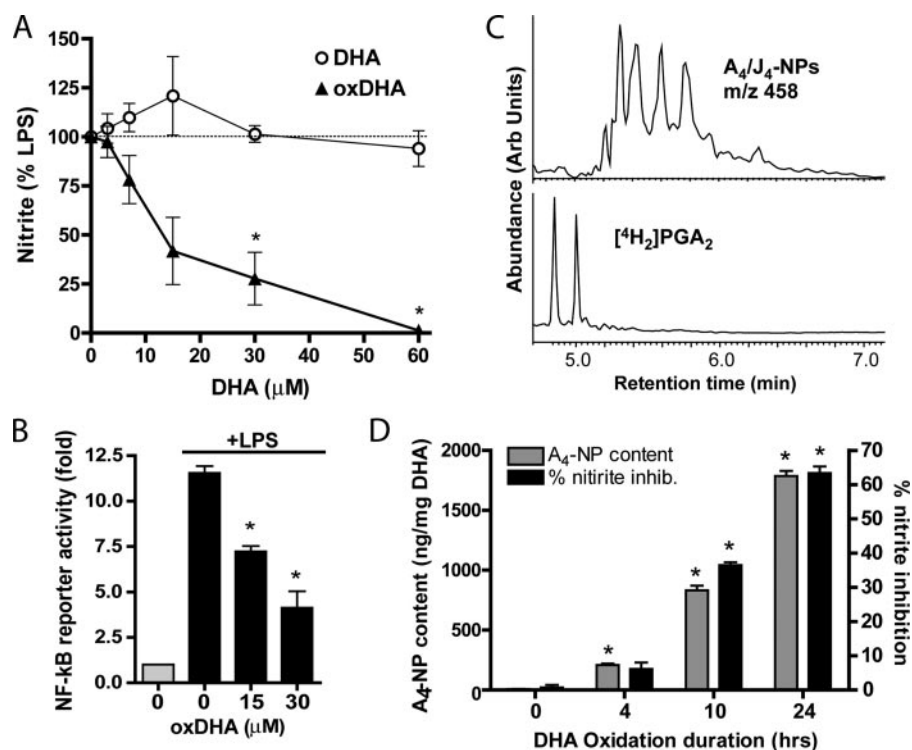 A
150
125
100
75
50
25
0
Nitrite (% LPS)
DHA
oxDHA
*
*
0 10 20 30 40 50 60
DHA (μM)
C
A₄/J₄-NPs
m/z 458
[⁴H₂]PGA₂
Abundance (Arb Units)
5.0 6.0 7.0
Retention time (min)
B
+LPS
12.5
10.0
7.5
5.0
2.5
0.0
NF-kB reporter activity (fold)
*
*
0 0 15 30
oxDHA (μM)
D
2000
1500
1000
500
0
A₄-NP content (ng/mg DHA)
A₄-NP content
% nitirite inhib.
*
* *
* *
70
60
50
40
30
20
10
0
% nitrite inhibition
0 4 10 24
DHA Oxidation duration (hrs)